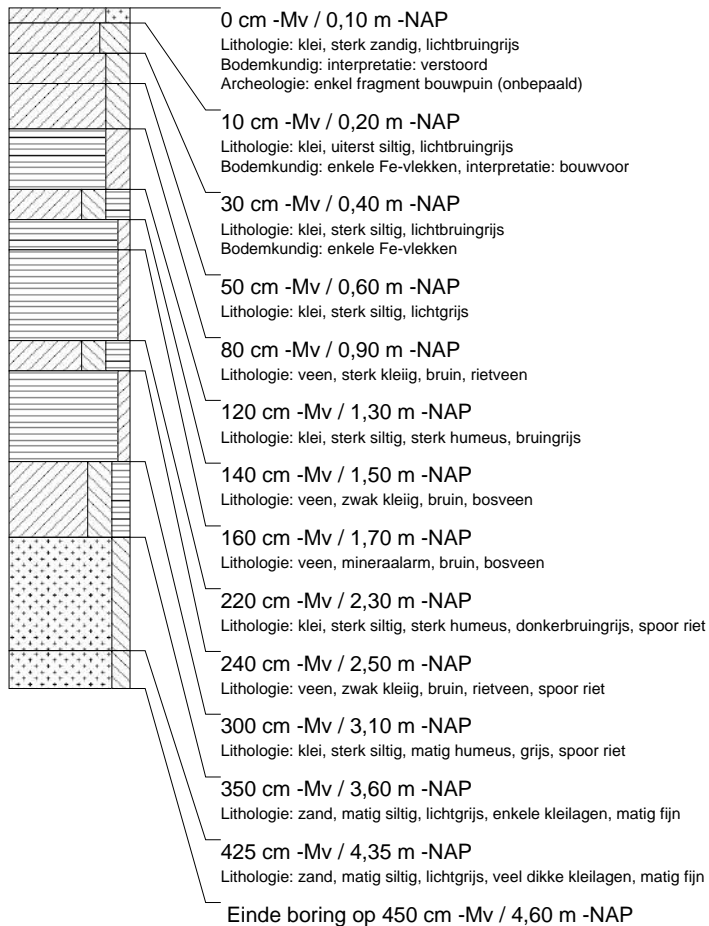 0 cm -Mv / 0,10 m -NAP
Lithologie: klei, sterk zandig, lichtbruingrijs
Bodemkundig: interpretatie: verstoord
Archeologie: enkel fragment bouwpuin (onbepaald)
10 cm -Mv / 0,20 m -NAP
Lithologie: klei, uiterst siltig, lichtbruingrijs
Bodemkundig: enkele Fe-vlekken, interpretatie: bouwvoor
30 cm -Mv / 0,40 m -NAP
Lithologie: klei, sterk siltig, lichtbruingrijs
Bodemkundig: enkele Fe-vlekken
50 cm -Mv / 0,60 m -NAP
Lithologie: klei, sterk siltig, lichtgrijs
80 cm -Mv / 0,90 m -NAP
Lithologie: veen, sterk kleiig, bruin, rietveen
120 cm -Mv / 1,30 m -NAP
Lithologie: klei, sterk siltig, sterk humeus, bruingrijs
140 cm -Mv / 1,50 m -NAP
Lithologie: veen, zwak kleiig, bruin, bosveen
160 cm -Mv / 1,70 m -NAP
Lithologie: veen, mineraalarm, bruin, bosveen
220 cm -Mv / 2,30 m -NAP
Lithologie: klei, sterk siltig, sterk humeus, donkerbruingrijs, spoor riet
240 cm -Mv / 2,50 m -NAP
Lithologie: veen, zwak kleiig, bruin, rietveen, spoor riet
300 cm -Mv / 3,10 m -NAP
Lithologie: klei, sterk siltig, matig humeus, grijs, spoor riet
350 cm -Mv / 3,60 m -NAP
Lithologie: zand, matig siltig, lichtgrijs, enkele kleilagen, matig fijn
425 cm -Mv / 4,35 m -NAP
Lithologie: zand, matig siltig, lichtgrijs, veel dikke kleilagen, matig fijn
Einde boring op 450 cm -Mv / 4,60 m -NAP